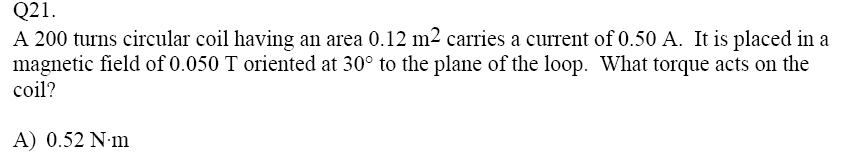 Q21.
A 200 turns circular coil having an area 0.12 m2 carries a current of 0.50 A. It is placed in a
magnetic field of 0.050 T oriented at 30° to the plane of the loop. What torque acts on the
coil?
A) 0.52 N·m